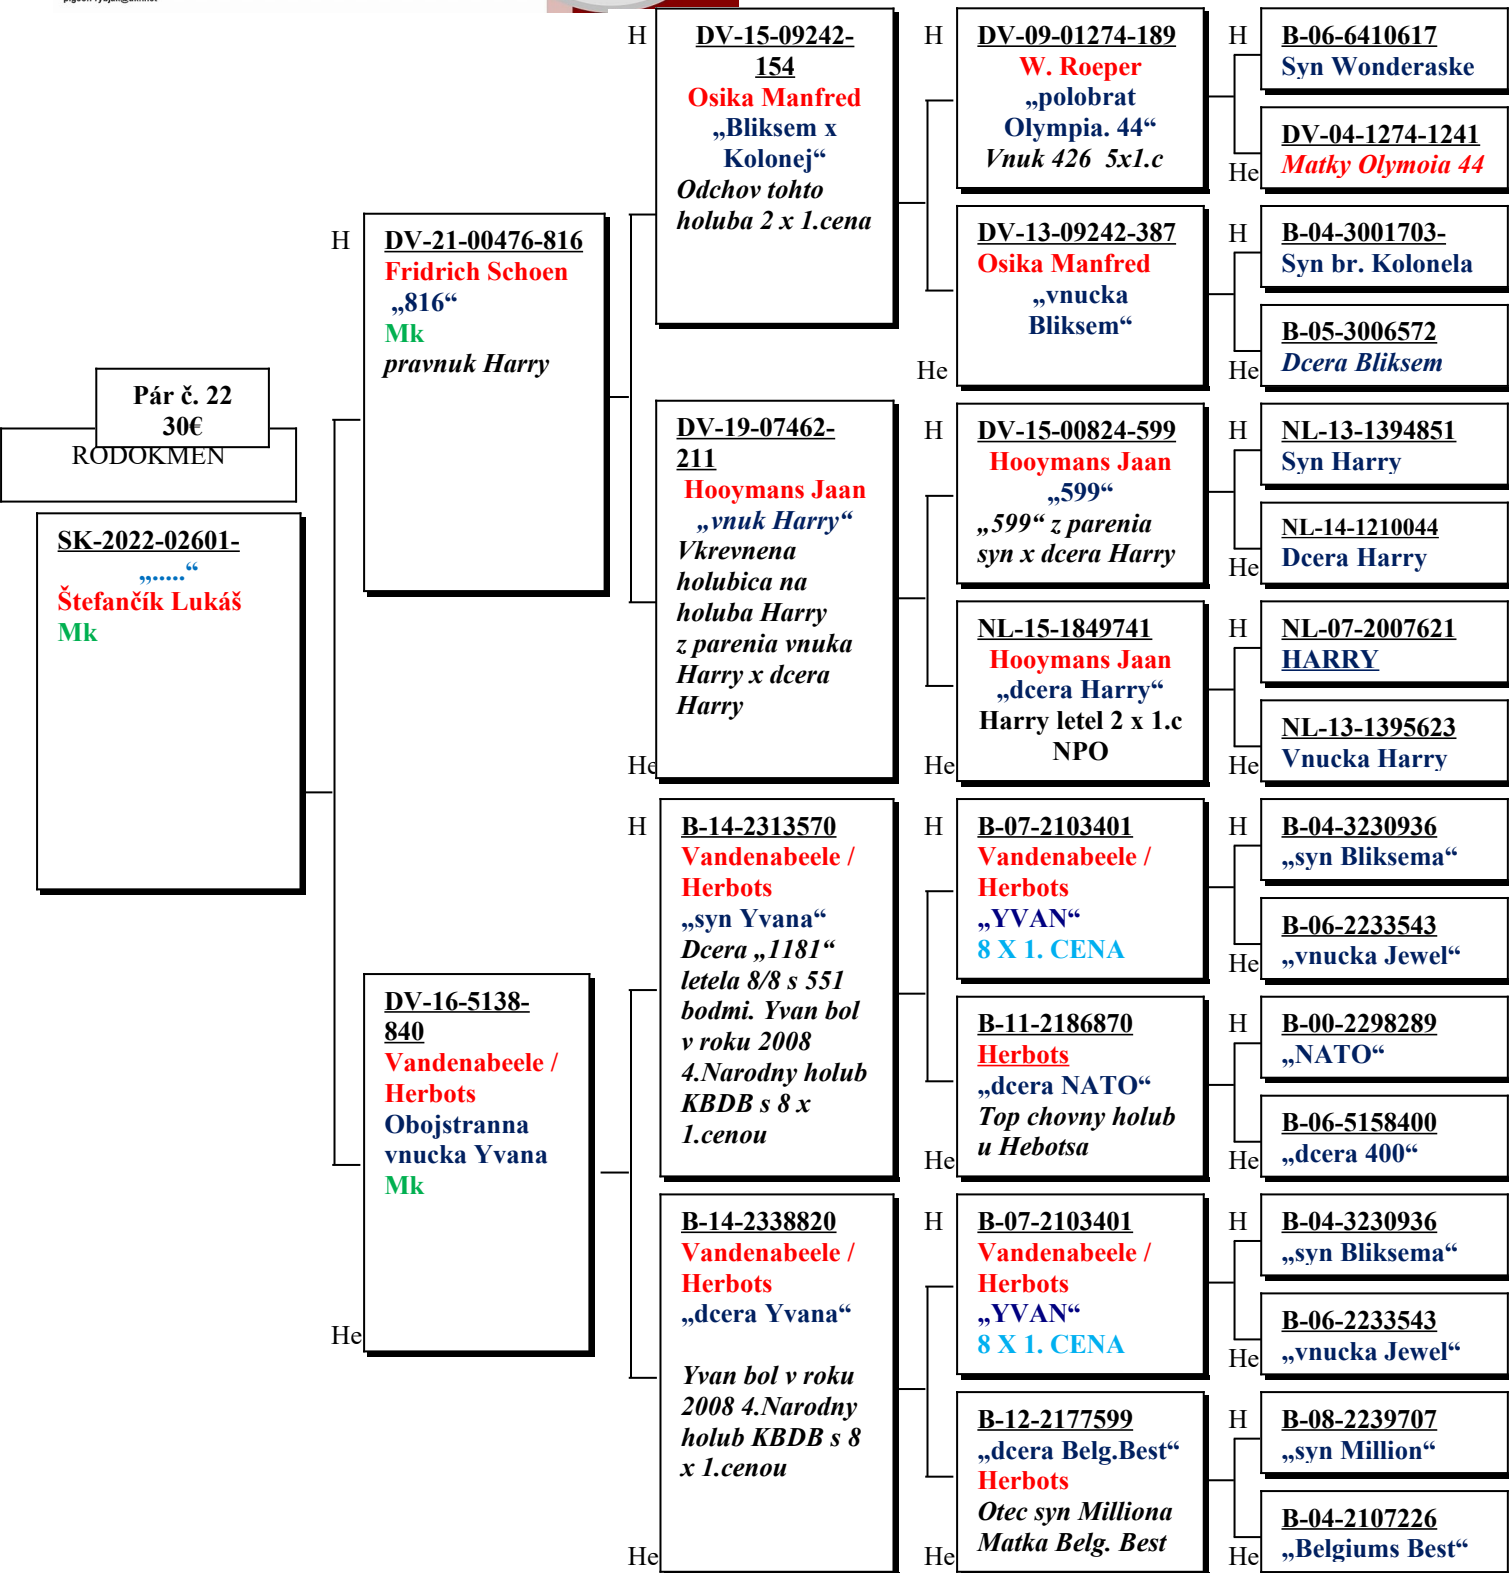 H
DV-15-09242-
154
Osika Manfred
„Bliksem x
Kolonej“
Odchov tohto
holuba 2 x 1.cena
H
DV-09-01274-189
W. Roeper
„polobrat
Olympia. 44“
Vnuk 426  5x1.c
H
B-06-6410617
Syn Wonderaske
He
DV-04-1274-1241
Matky Olymoia 44
He
DV-13-09242-387
Osika Manfred
„vnucka
Bliksem“
H
B-04-3001703-
Syn br. Kolonela
He
B-05-3006572
Dcera Bliksem
H
DV-21-00476-816
Fridrich Schoen
„816“
Mk
pravnuk Harry
Pár č. 22
30€
RODOKMEN
SK-2022-02601-
„.....“
Štefančík Lukáš
Mk
He
DV-19-07462-
211
Hooymans Jaan
„vnuk Harry“
Vkrevnena
holubica na
holuba Harry
z parenia vnuka
Harry x dcera
Harry
H
DV-15-00824-599
Hooymans Jaan
„599“
„599“ z parenia
syn x dcera Harry
H
NL-13-1394851
Syn Harry
He
NL-14-1210044
Dcera Harry
He
NL-15-1849741
Hooymans Jaan
„dcera Harry“
Harry letel 2 x 1.c
NPO
H
NL-07-2007621
HARRY
He
NL-13-1395623
Vnucka Harry
He
DV-16-5138-
840
Vandenabeele /
Herbots
Obojstranna
vnucka Yvana
Mk
H
B-14-2313570
Vandenabeele /
Herbots
„syn Yvana“
Dcera „1181“
letela 8/8 s 551
bodmi. Yvan bol
v roku 2008
4.Narodny holub
KBDB s 8 x
1.cenou
H
B-07-2103401
Vandenabeele /
Herbots
„YVAN“
8 X 1. CENA
H
B-04-3230936
„syn Bliksema“
He
B-06-2233543
„vnucka Jewel“
He
B-11-2186870
Herbots
„dcera NATO“
Top chovny holub
u Hebotsa
H
B-00-2298289
„NATO“
He
B-06-5158400
„dcera 400“
He
B-14-2338820
Vandenabeele /
Herbots
„dcera Yvana“
Yvan bol v roku
2008 4.Narodny
holub KBDB s 8
x 1.cenou
H
B-07-2103401
Vandenabeele /
Herbots
„YVAN“
8 X 1. CENA
H
B-04-3230936
„syn Bliksema“
He
B-06-2233543
„vnucka Jewel“
He
B-12-2177599
„dcera Belg.Best“
Herbots
Otec syn Milliona
Matka Belg. Best
H
B-08-2239707
„syn Million“
He
B-04-2107226
„Belgiums Best“